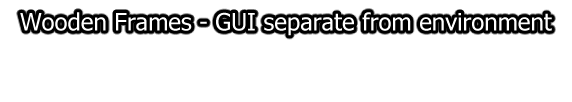 Wooden Frames - GUI separate from environment